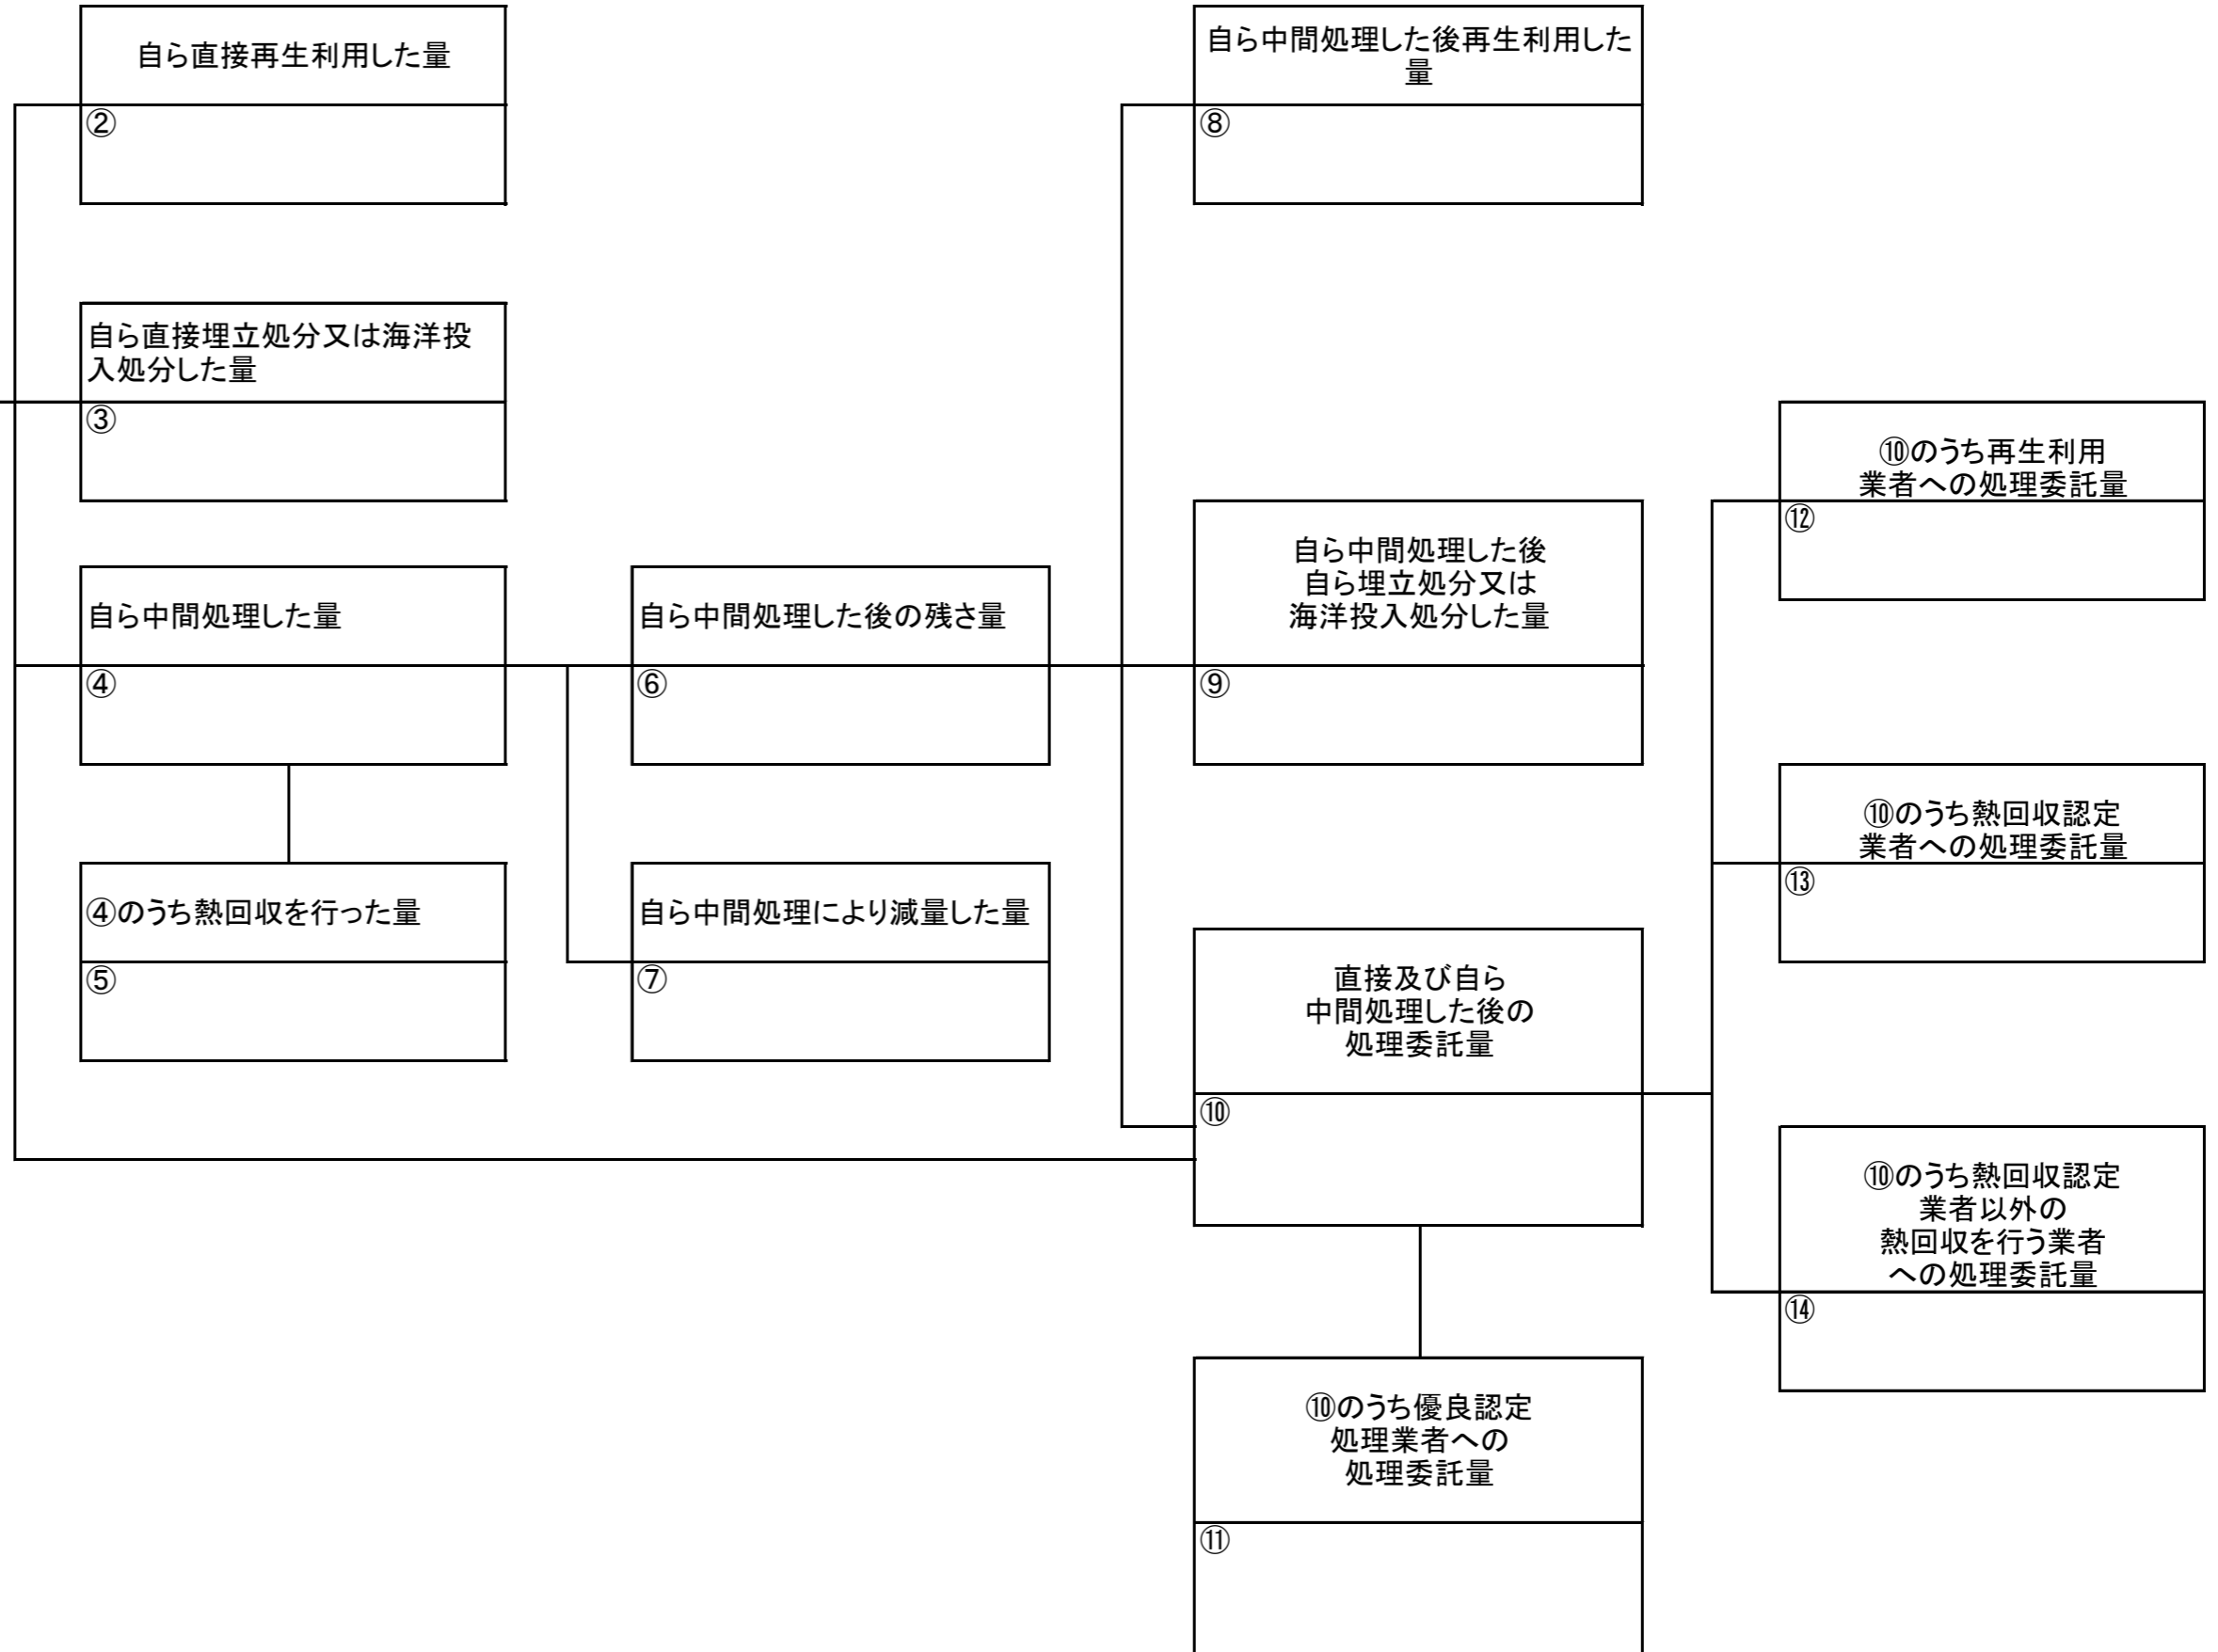 自ら直接再生利用した量
②
自ら直接埋立処分又は海洋投
入処分した量
③
自ら中間処理した量
④
④のうち熱回収を行った量
⑤
自ら中間処理した後の残さ量
⑥
自ら中間処理により減量した量
⑦
自ら中間処理した後再生利用した
量
⑧
自ら中間処理した後
自ら埋立処分又は
海洋投入処分した量
⑨
直接及び自ら
中間処理した後の
処理委託量
⑩
⑩のうち優良認定
処理業者への
処理委託量
⑪
⑩のうち再生利用
業者への処理委託量
⑫
⑩のうち熱回収認定
業者への処理委託量
⑬
⑩のうち熱回収認定
業者以外の
熱回収を行う業者
への処理委託量
⑭